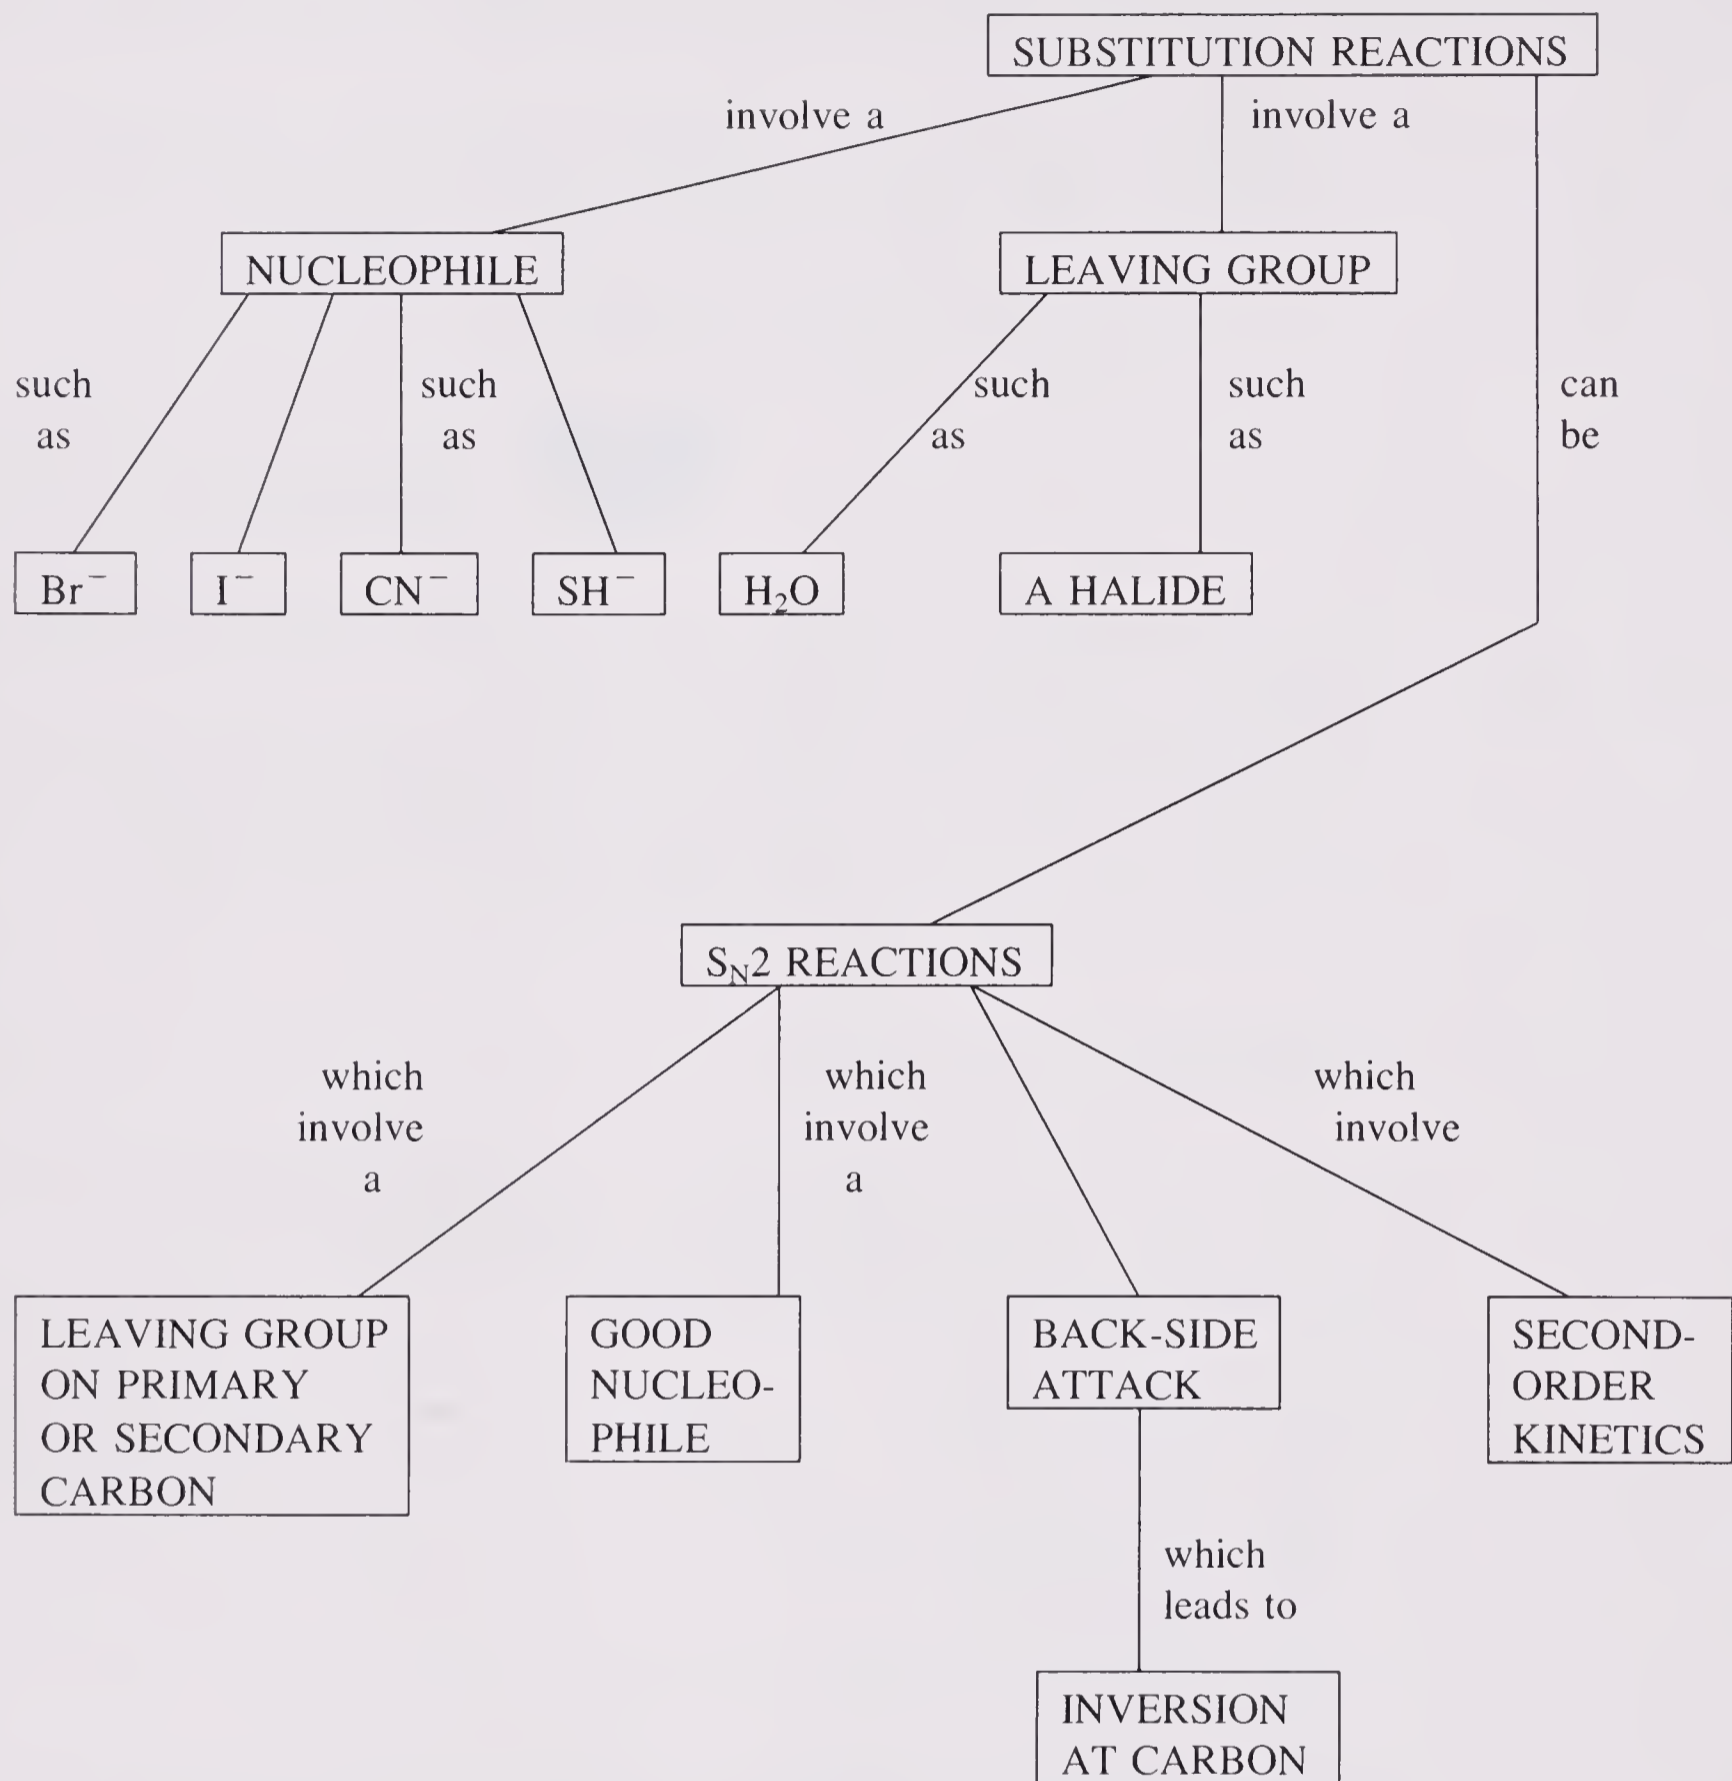 SUBSTITUTION REACTIONS
involve a
involve a
NUCLEOPHILE
LEAVING GROUP
such
as
such
as
such
as
such
as
can
be
Br⁻
I⁻
CN⁻
SH⁻
H₂O
A HALIDE
S_N2 REACTIONS
which
involve
a
which
involve
a
which
involve
LEAVING GROUP
ON PRIMARY
OR SECONDARY
CARBON
GOOD
NUCLEO-
PHILE
BACK-SIDE
ATTACK
SECOND-
ORDER
KINETICS
which
leads to
INVERSION
AT CARBON